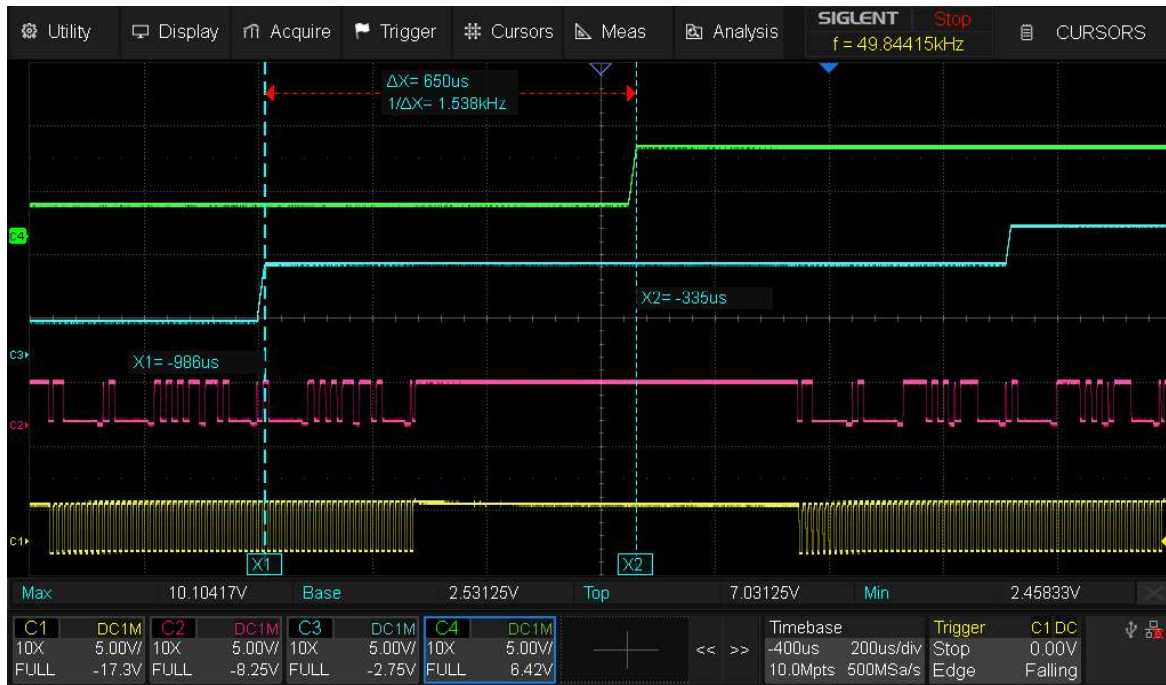 Utility Display Acquire Trigger Cursors Meas Analysis SIGLENT Stop CURSORS
f = 49.84415kHz
ΔX= 650us
1/ΔX= 1.538kHz
C4
X2= -335us
C3
X1= -986us
C2
C1
X1 X2
Max 10.10417V Base 2.53125V Top 7.03125V Min 2.45833V
C1 DC1M C2 DC1M C3 DC1M C4 DC1M Timebase Trigger C1 DC
10X 5.00V/ 10X 5.00V/ 10X 5.00V/ 10X 5.00V/ << >> -400us 200us/div Stop 0.00V
FULL -17.3V FULL -8.25V FULL -2.75V FULL 6.42V 10.0Mpts 500MSa/s Edge Falling